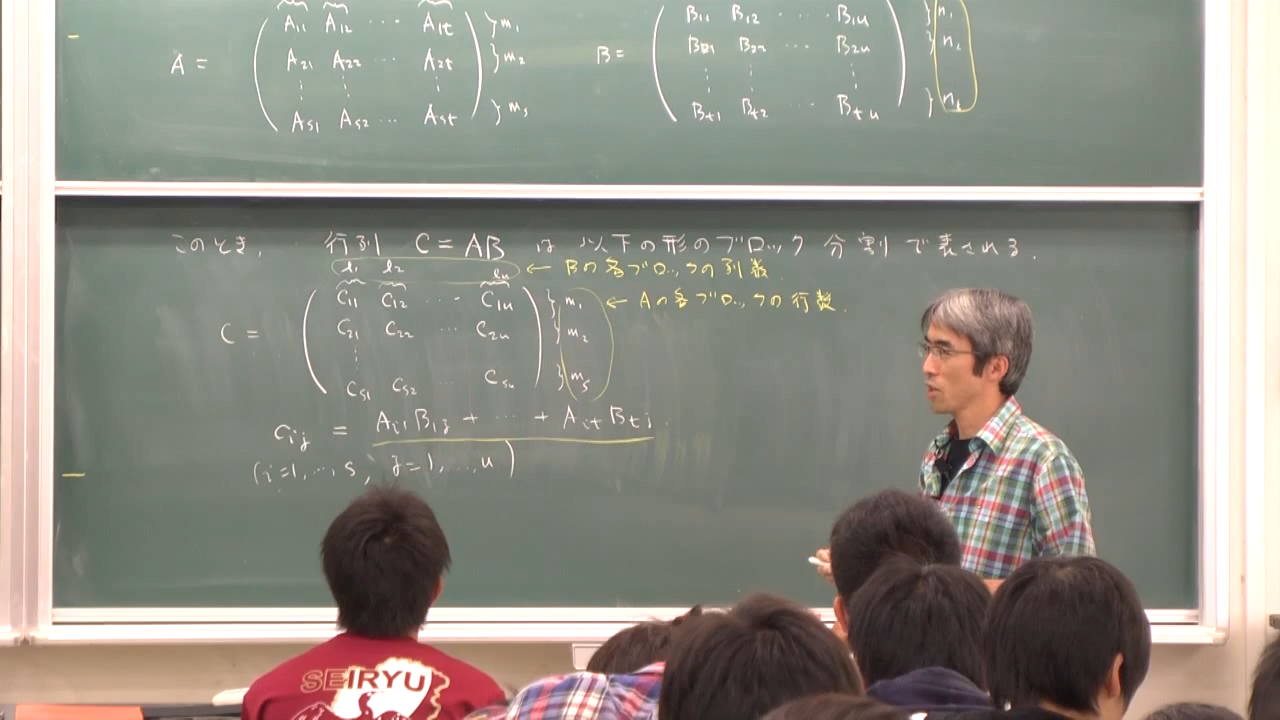 A = ( A11 A12 ⋯ A1t ) } m1 B = ( B11 B12 ⋯ B1u ) } n1
A21 A22 ⋯ A2t } m2 B21 B22 ⋯ B2u } n2
⋮ ⋮ ⋮ ⋮ ⋮ ⋮
As1 As2 ⋯ Ast } ms Bt1 Bt2 ⋯ Btu } nt
このとき, 行列 C = AB は 以下の形のブロック 分割 で表される.
l1 l2 lu ← Bの各ブロックの列数.
C = ( C11 C12 ⋯ C1u ) } m1 ← Aの各ブロックの行数.
C21 C22 ⋯ C2u } m2
⋮
Cs1 Cs2 ⋯ Csu } ms
Cij = Ai1 B1j + ⋯ + Ait Btj
(i=1, ⋯, s, j=1, …, u)
SEIRYU